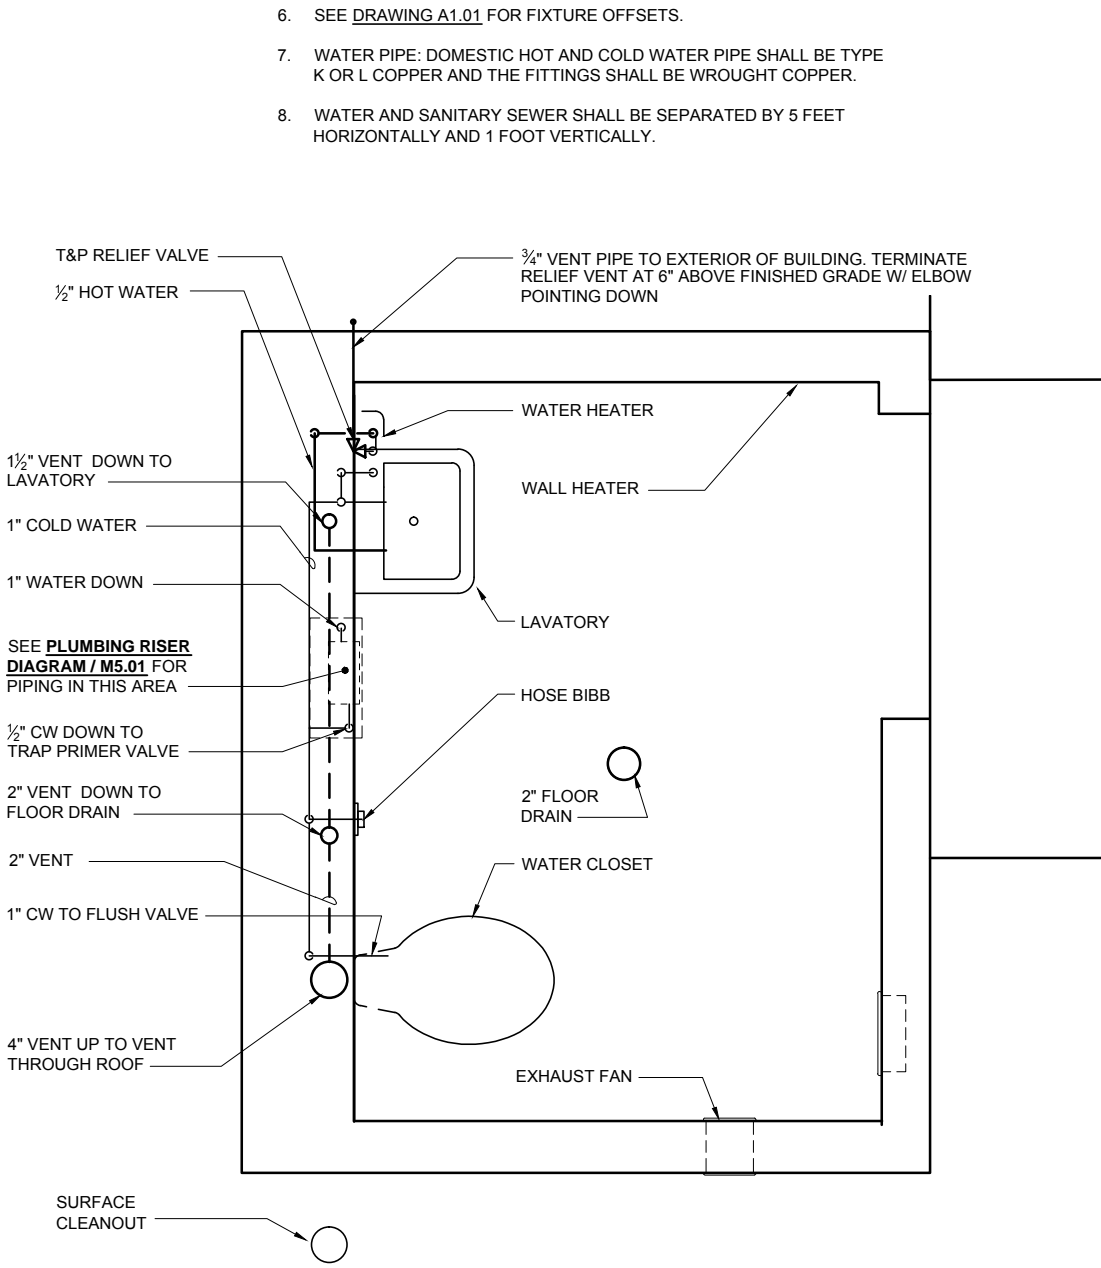 6. SEE DRAWING A1.01 FOR FIXTURE OFFSETS.
7. WATER PIPE: DOMESTIC HOT AND COLD WATER PIPE SHALL BE TYPE
K OR L COPPER AND THE FITTINGS SHALL BE WROUGHT COPPER.
8. WATER AND SANITARY SEWER SHALL BE SEPARATED BY 5 FEET
HORIZONTALLY AND 1 FOOT VERTICALLY.
T&P RELIEF VALVE
½" HOT WATER
¾" VENT PIPE TO EXTERIOR OF BUILDING. TERMINATE
RELIEF VENT AT 6" ABOVE FINISHED GRADE W/ ELBOW
POINTING DOWN
WATER HEATER
1½" VENT DOWN TO
LAVATORY
WALL HEATER
1" COLD WATER
1" WATER DOWN
LAVATORY
SEE PLUMBING RISER
DIAGRAM / M5.01 FOR
PIPING IN THIS AREA
HOSE BIBB
½" CW DOWN TO
TRAP PRIMER VALVE
2" VENT DOWN TO
FLOOR DRAIN
2" FLOOR
DRAIN
2" VENT
WATER CLOSET
1" CW TO FLUSH VALVE
4" VENT UP TO VENT
THROUGH ROOF
EXHAUST FAN
SURFACE
CLEANOUT